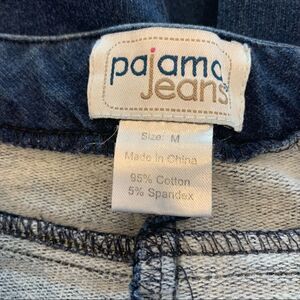 pajama
Jeans
Size: M
Made in China
95% Cotton
5% Spandex